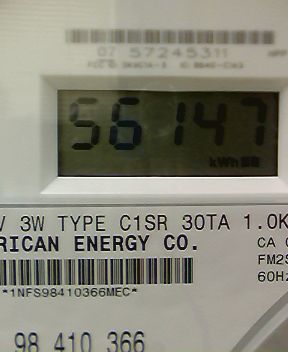 07 57245311
56147
kWh
V 3W TYPE C1SR 30TA 1.0K
RICAN ENERGY CO.
CA
FM2S
60Hz
*1NFS98410366MEC*
98 410 366